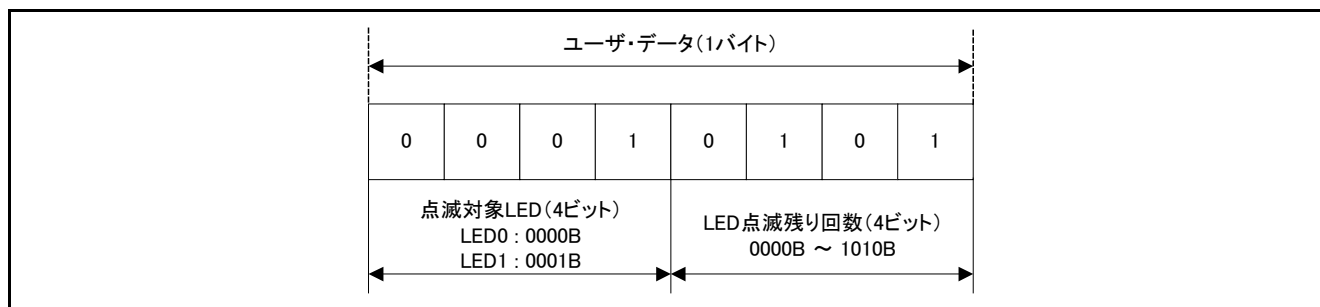 ユーザ・データ(1バイト)
0 0 0 1 0 1 0 1
点滅対象LED(4ビット)
LED0 : 0000B
LED1 : 0001B
LED点滅残り回数(4ビット)
0000B ～ 1010B